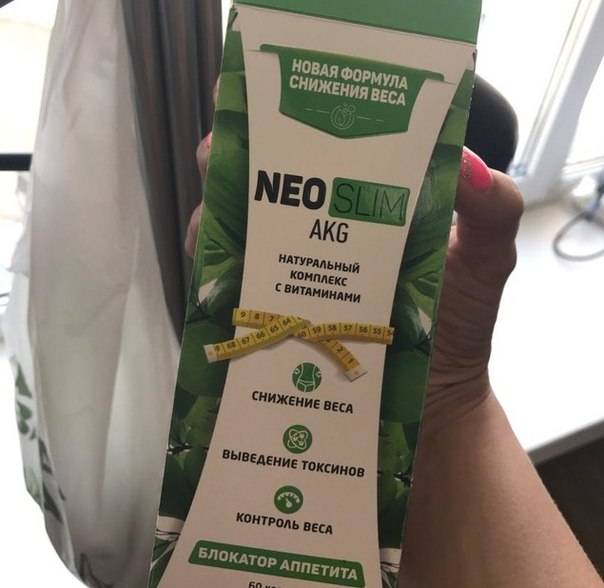 НОВАЯ ФОРМУЛА
СНИЖЕНИЯ ВЕСА
NEO SLIM
AKG
НАТУРАЛЬНЫЙ
КОМПЛЕКС
С ВИТАМИНАМИ
СНИЖЕНИЕ ВЕСА
ВЫВЕДЕНИЕ ТОКСИНОВ
КОНТРОЛЬ ВЕСА
БЛОКАТОР АППЕТИТА